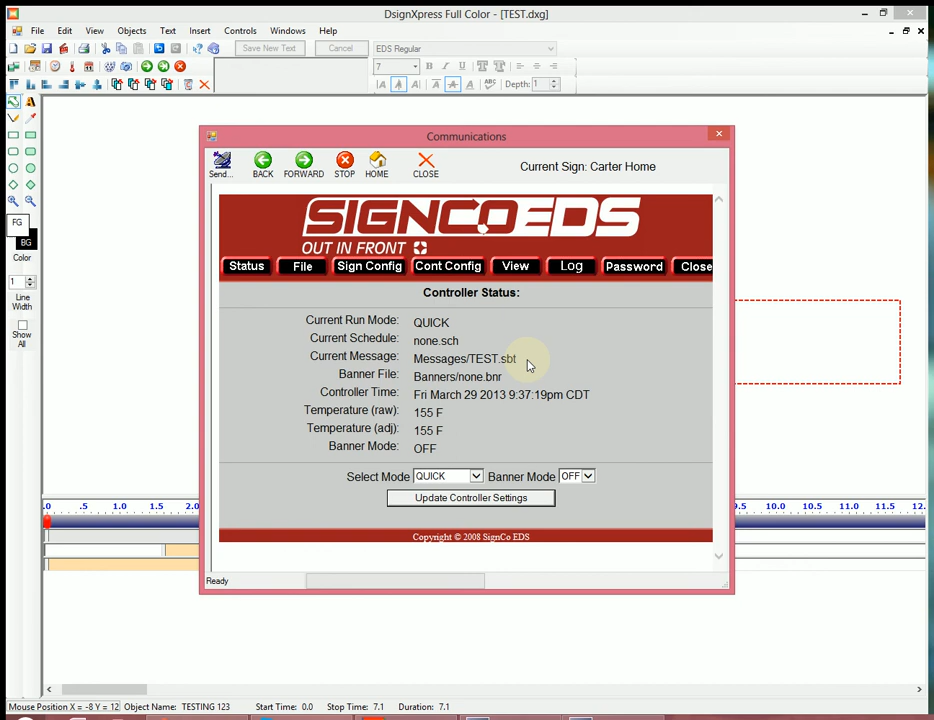 DsignXpress Full Color - [TEST.dxg]
File Edit View Objects Text Insert Controls Windows Help
Save New Text Cancel EDS Regular
7 B I U Depth: 1
Communications
Send... BACK FORWARD STOP HOME CLOSE Current Sign: Carter Home
SIGNCO EDS
OUT IN FRONT
Status File Sign Config Cont Config View Log Password Close
Controller Status:
Current Run Mode: QUICK
Current Schedule: none.sch
Current Message: Messages/TEST.sbt
Banner File: Banners/none.bnr
Controller Time: Fri March 29 2013 9:37:19pm CDT
Temperature (raw): 155 F
Temperature (adj): 155 F
Banner Mode: OFF
Select Mode QUICK Banner Mode OFF
Update Controller Settings
Copyright © 2008 SignCo EDS
Ready
FG
BG
Color
1
Line
Width
Show
All
.0 .5 1.0 1.5 2.0 9.5 10.0 10.5 11.0 11.5 12.
Mouse Position X = -8 Y = 12 Object Name: TESTING 123 Start Time: 0.0 Stop Time: 7.1 Duration: 7.1